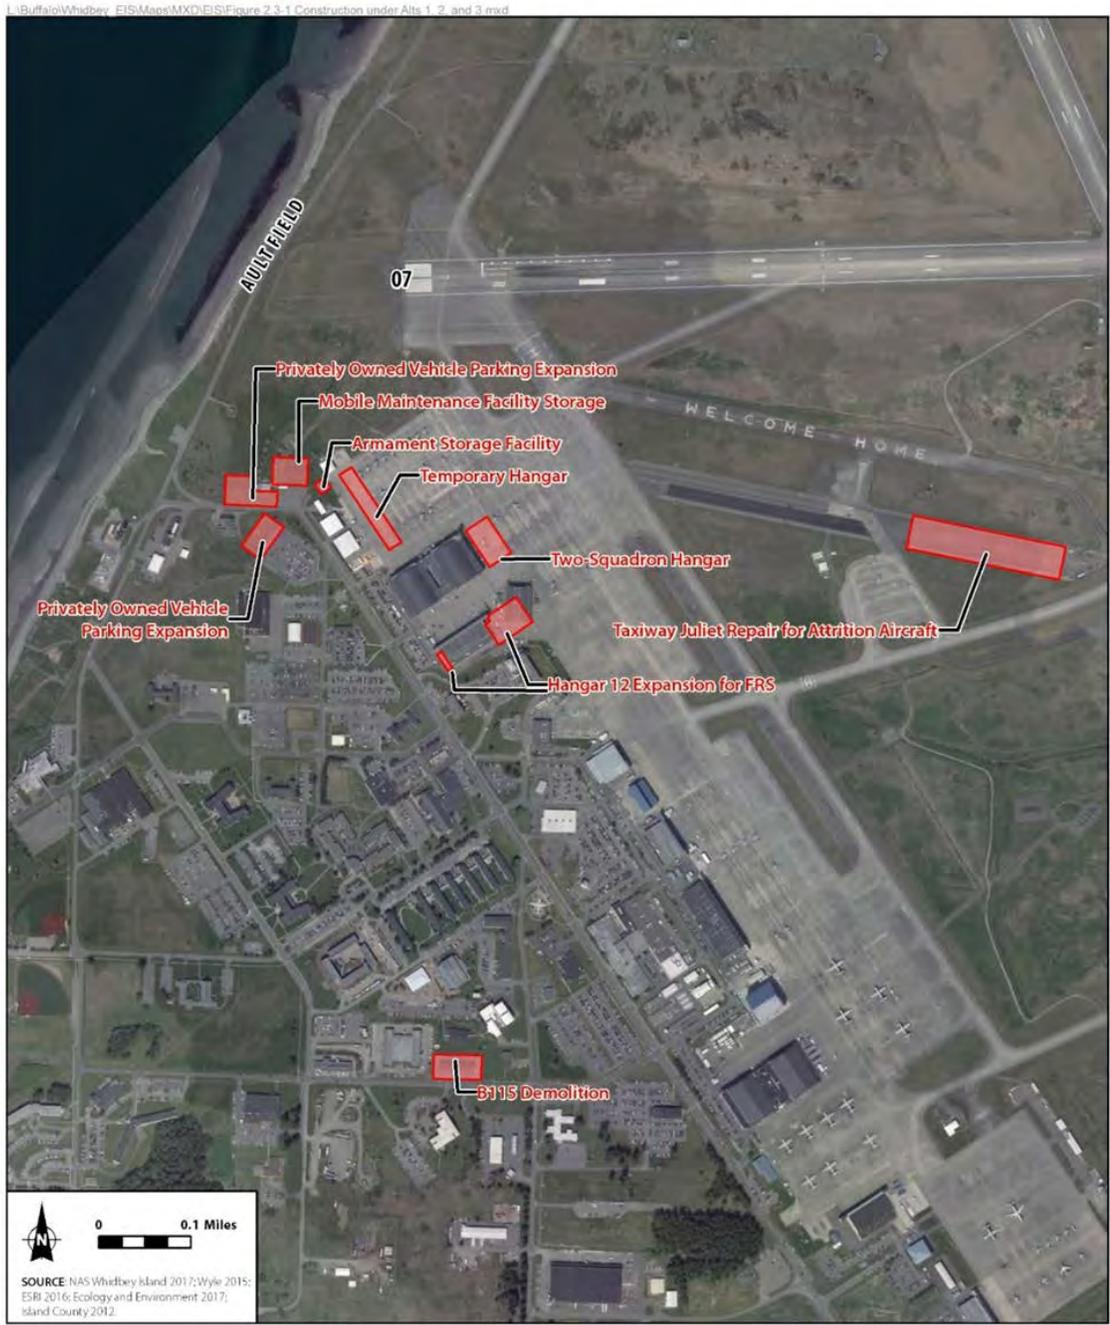 L:\Buffalo\Whidbey_EIS\Maps\MXD\EIS\Figure 2.3-1 Construction under Alts 1, 2, and 3.mxd
AULT FIELD
07
Privately Owned Vehicle Parking Expansion
Mobile Maintenance Facility Storage
WELCOME HOME
Armament Storage Facility
Temporary Hangar
Two-Squadron Hangar
Privately Owned Vehicle
Parking Expansion
Taxiway Juliet Repair for Attrition Aircraft
Hangar 12 Expansion for FRS
B115 Demolition
0 0.1 Miles
N
SOURCE: NAS Whidbey Island 2017; Wyle 2015;
ESRI 2016; Ecology and Environment 2017;
Island County 2012.